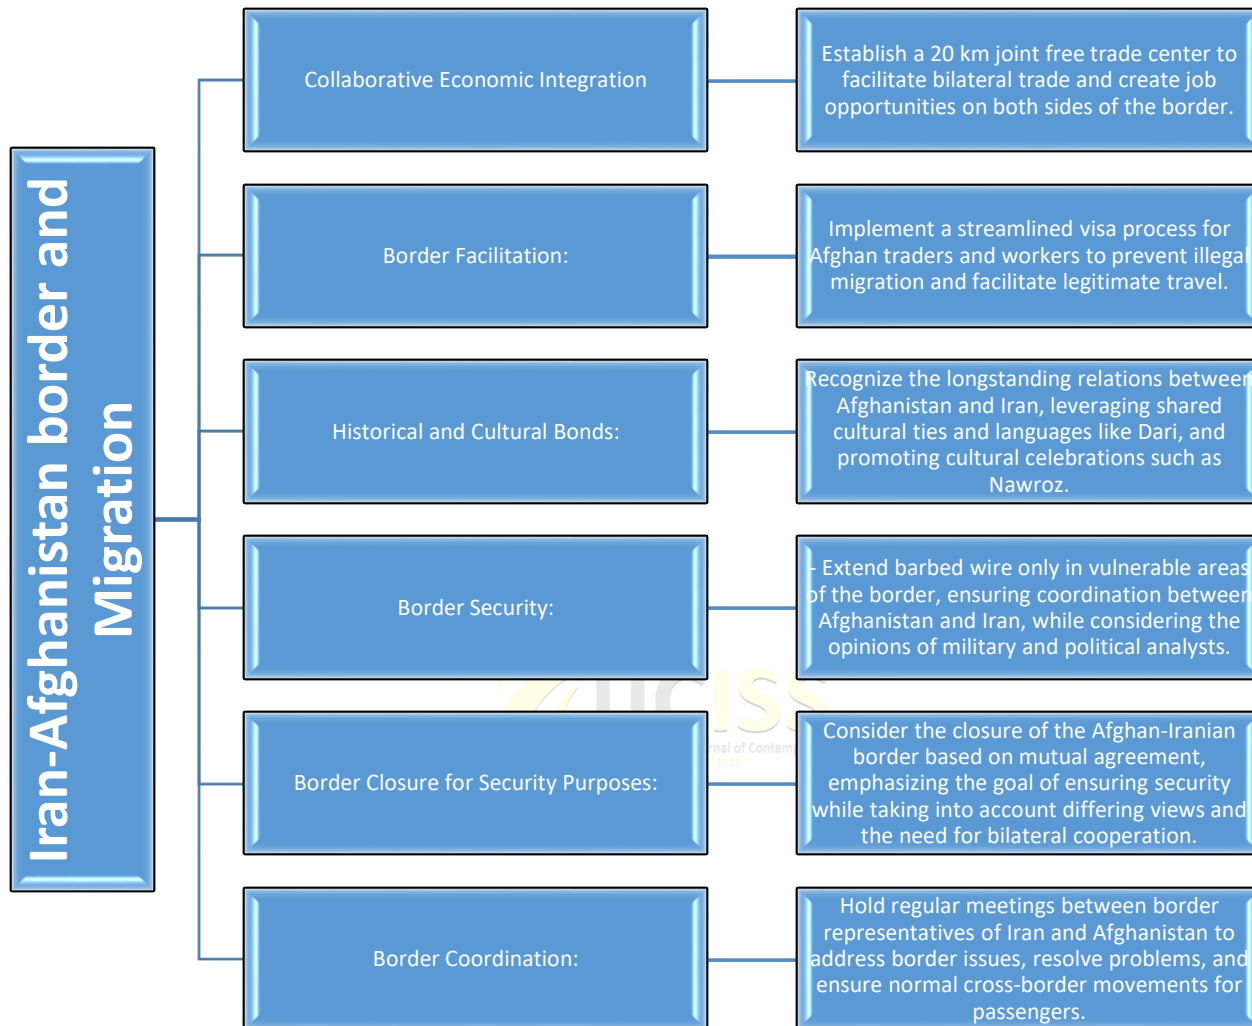 Iran-Afghanistan border and
Migration
Collaborative Economic Integration
Establish a 20 km joint free trade center to
facilitate bilateral trade and create job
opportunities on both sides of the border.
Border Facilitation:
Implement a streamlined visa process for
Afghan traders and workers to prevent illegal
migration and facilitate legitimate travel.
Historical and Cultural Bonds:
Recognize the longstanding relations between
Afghanistan and Iran, leveraging shared
cultural ties and languages like Dari, and
promoting cultural celebrations such as
Nawroz.
Border Security:
- Extend barbed wire only in vulnerable areas
of the border, ensuring coordination between
Afghanistan and Iran, while considering the
opinions of military and political analysts.
Border Closure for Security Purposes:
Consider the closure of the Afghan-Iranian
border based on mutual agreement,
emphasizing the goal of ensuring security
while taking into account differing views and
the need for bilateral cooperation.
Border Coordination:
Hold regular meetings between border
representatives of Iran and Afghanistan to
address border issues, resolve problems, and
ensure normal cross-border movements for
passengers.